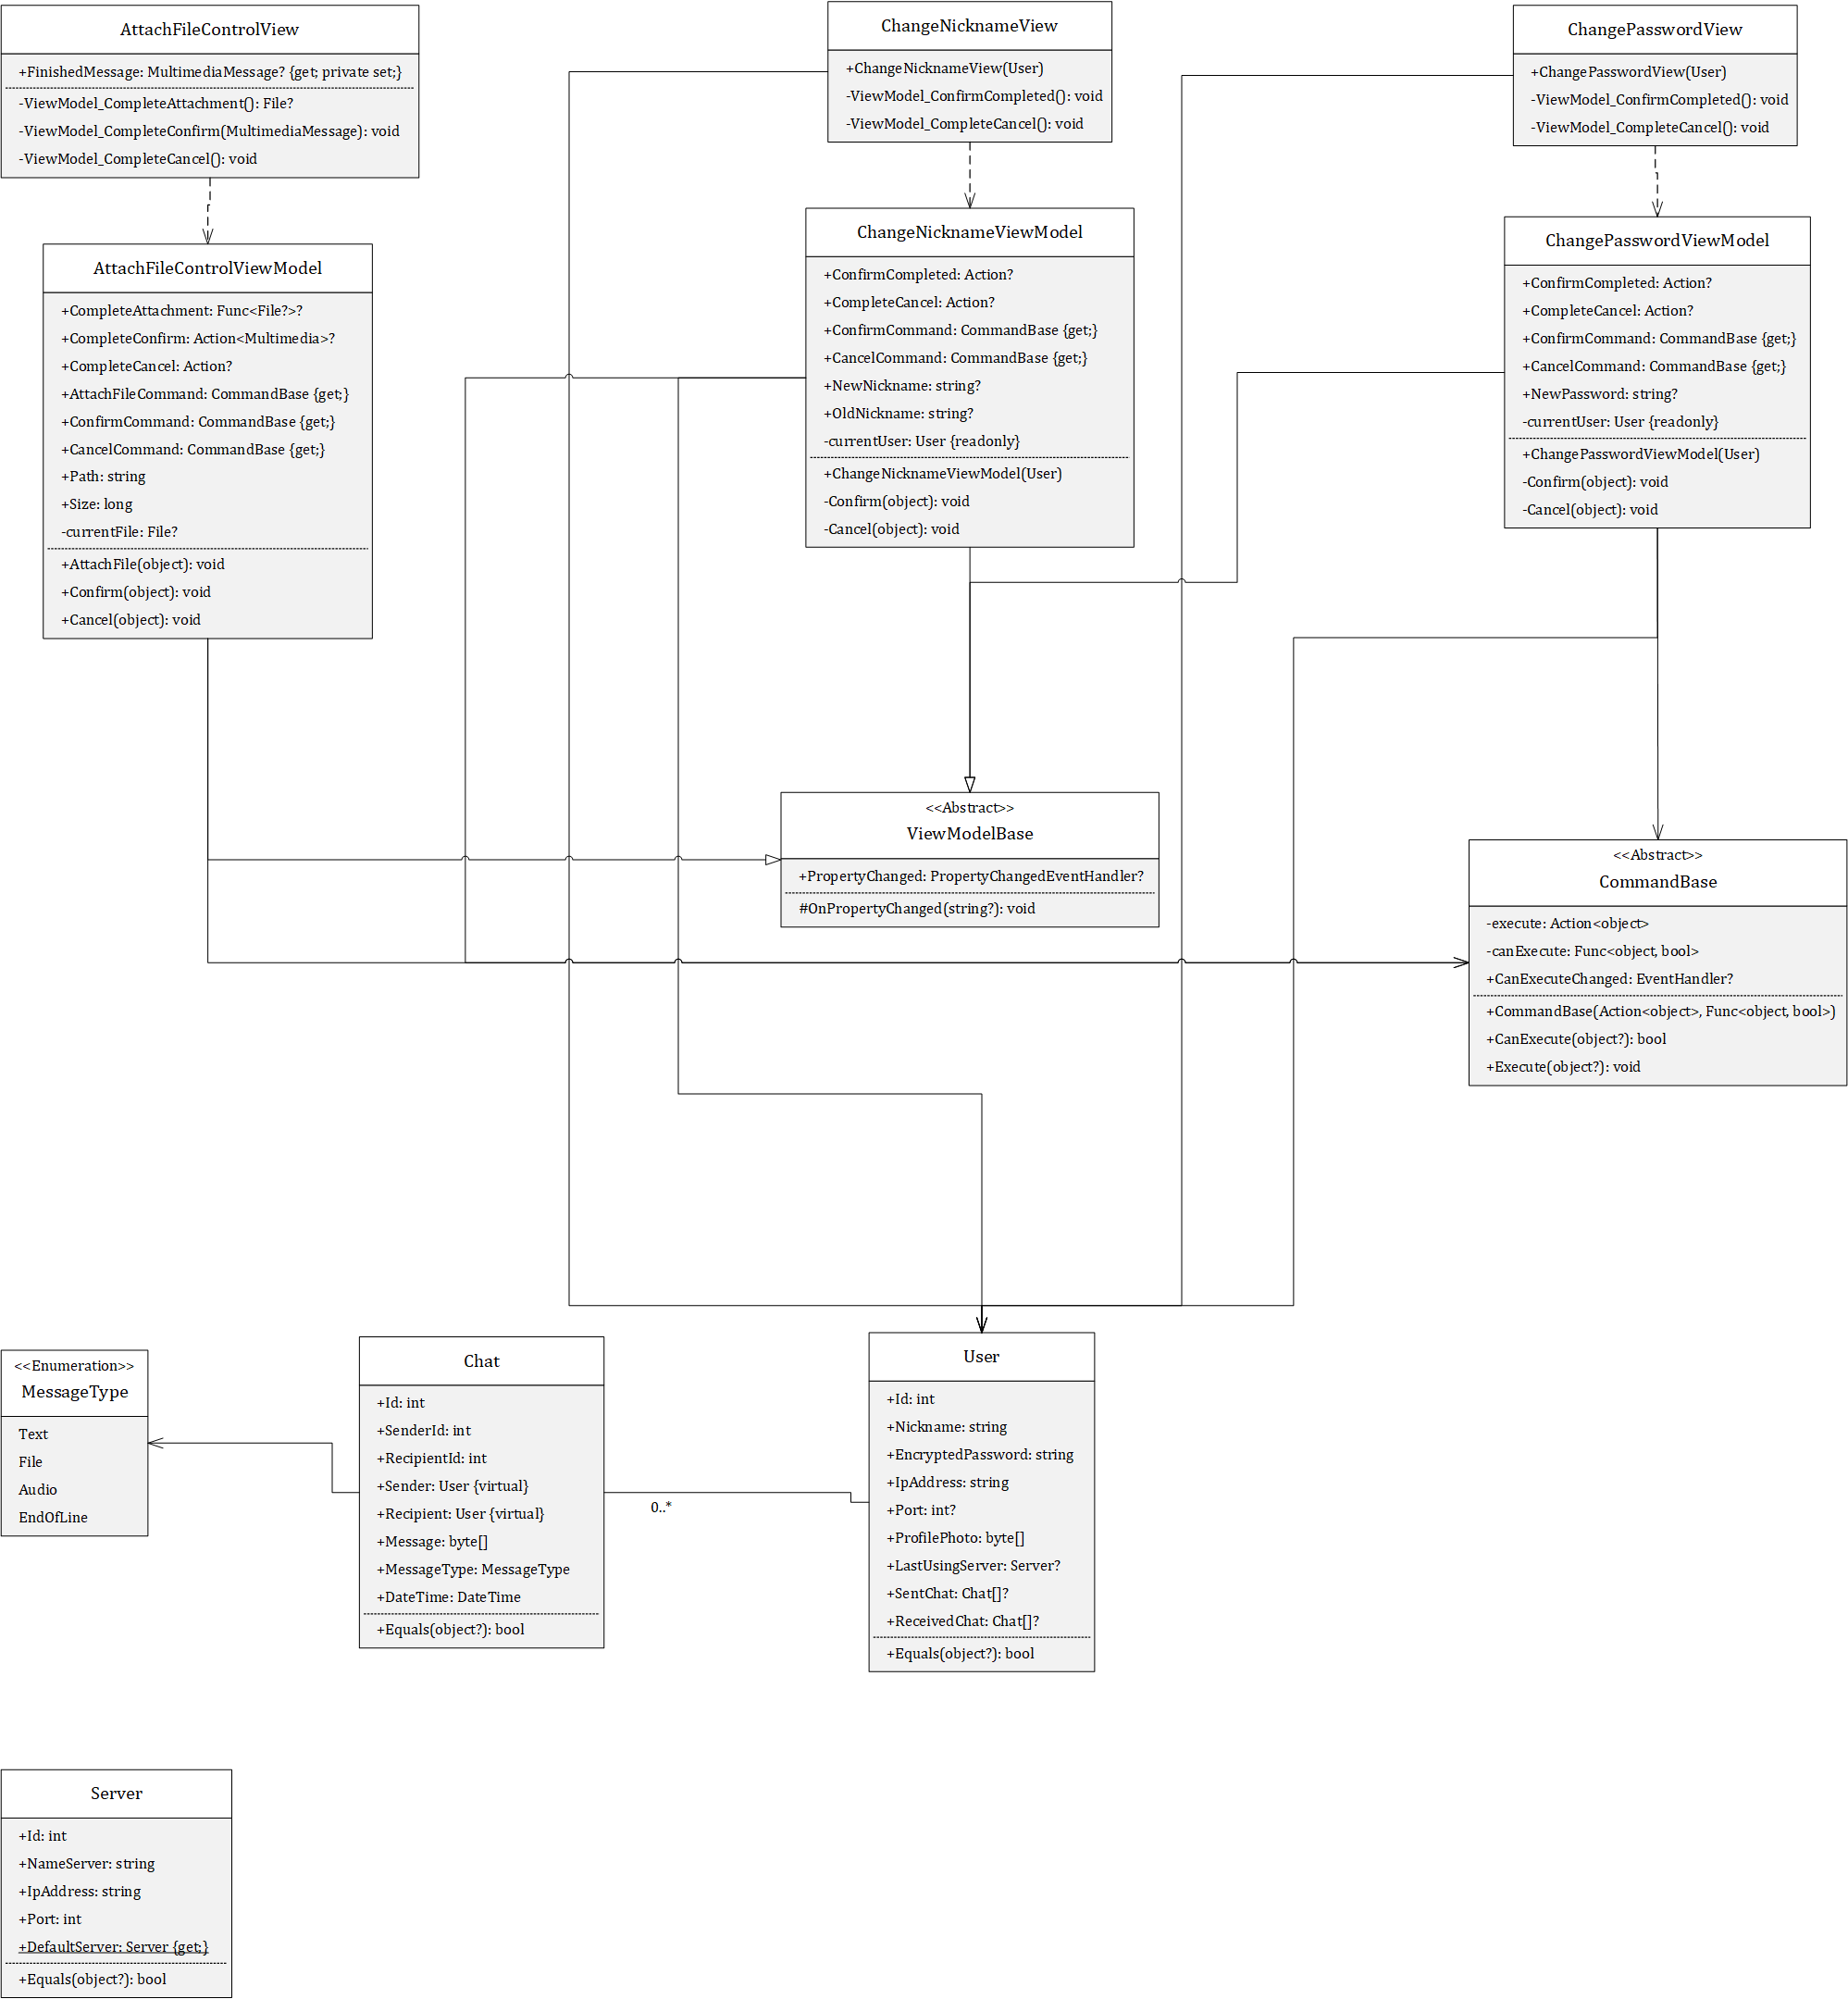 AttachFileControlView
+FinishedMessage: MultimediaMessage? {get; private set;}
-ViewModel_CompleteAttachment(): File?
-ViewModel_CompleteConfirm(MultimediaMessage): void
-ViewModel_CompleteCancel(): void
ChangeNicknameView
+ChangeNicknameView(User)
-ViewModel_ConfirmCompleted(): void
-ViewModel_CompleteCancel(): void
ChangePasswordView
+ChangePasswordView(User)
-ViewModel_ConfirmCompleted(): void
-ViewModel_CompleteCancel(): void
AttachFileControlViewModel
+CompleteAttachment: Func<File?>?
+CompleteConfirm: Action<Multimedia>?
+CompleteCancel: Action?
+AttachFileCommand: CommandBase {get;}
+ConfirmCommand: CommandBase {get;}
+CancelCommand: CommandBase {get;}
+Path: string
+Size: long
-currentFile: File?
+AttachFile(object): void
+Confirm(object): void
+Cancel(object): void
ChangeNicknameViewModel
+ConfirmCompleted: Action?
+CompleteCancel: Action?
+ConfirmCommand: CommandBase {get;}
+CancelCommand: CommandBase {get;}
+NewNickname: string?
+OldNickname: string?
-currentUser: User {readonly}
+ChangeNicknameViewModel(User)
-Confirm(object): void
-Cancel(object): void
ChangePasswordViewModel
+ConfirmCompleted: Action?
+CompleteCancel: Action?
+ConfirmCommand: CommandBase {get;}
+CancelCommand: CommandBase {get;}
+NewPassword: string?
-currentUser: User {readonly}
+ChangePasswordViewModel(User)
-Confirm(object): void
-Cancel(object): void
<<Abstract>>
ViewModelBase
+PropertyChanged: PropertyChangedEventHandler?
#OnPropertyChanged(string?): void
<<Abstract>>
CommandBase
-execute: Action<object>
-canExecute: Func<object, bool>
+CanExecuteChanged: EventHandler?
+CommandBase(Action<object>, Func<object, bool>)
+CanExecute(object?): bool
+Execute(object?): void
<<Enumeration>>
MessageType
Text
File
Audio
EndOfLine
Chat
+Id: int
+SenderId: int
+RecipientId: int
+Sender: User {virtual}
+Recipient: User {virtual}
+Message: byte[]
+MessageType: MessageType
+DateTime: DateTime
+Equals(object?): bool
0..*
User
+Id: int
+Nickname: string
+EncryptedPassword: string
+IpAddress: string
+Port: int?
+ProfilePhoto: byte[]
+LastUsingServer: Server?
+SentChat: Chat[]?
+ReceivedChat: Chat[]?
+Equals(object?): bool
Server
+Id: int
+NameServer: string
+IpAddress: string
+Port: int
+DefaultServer: Server {get;}
+Equals(object?): bool